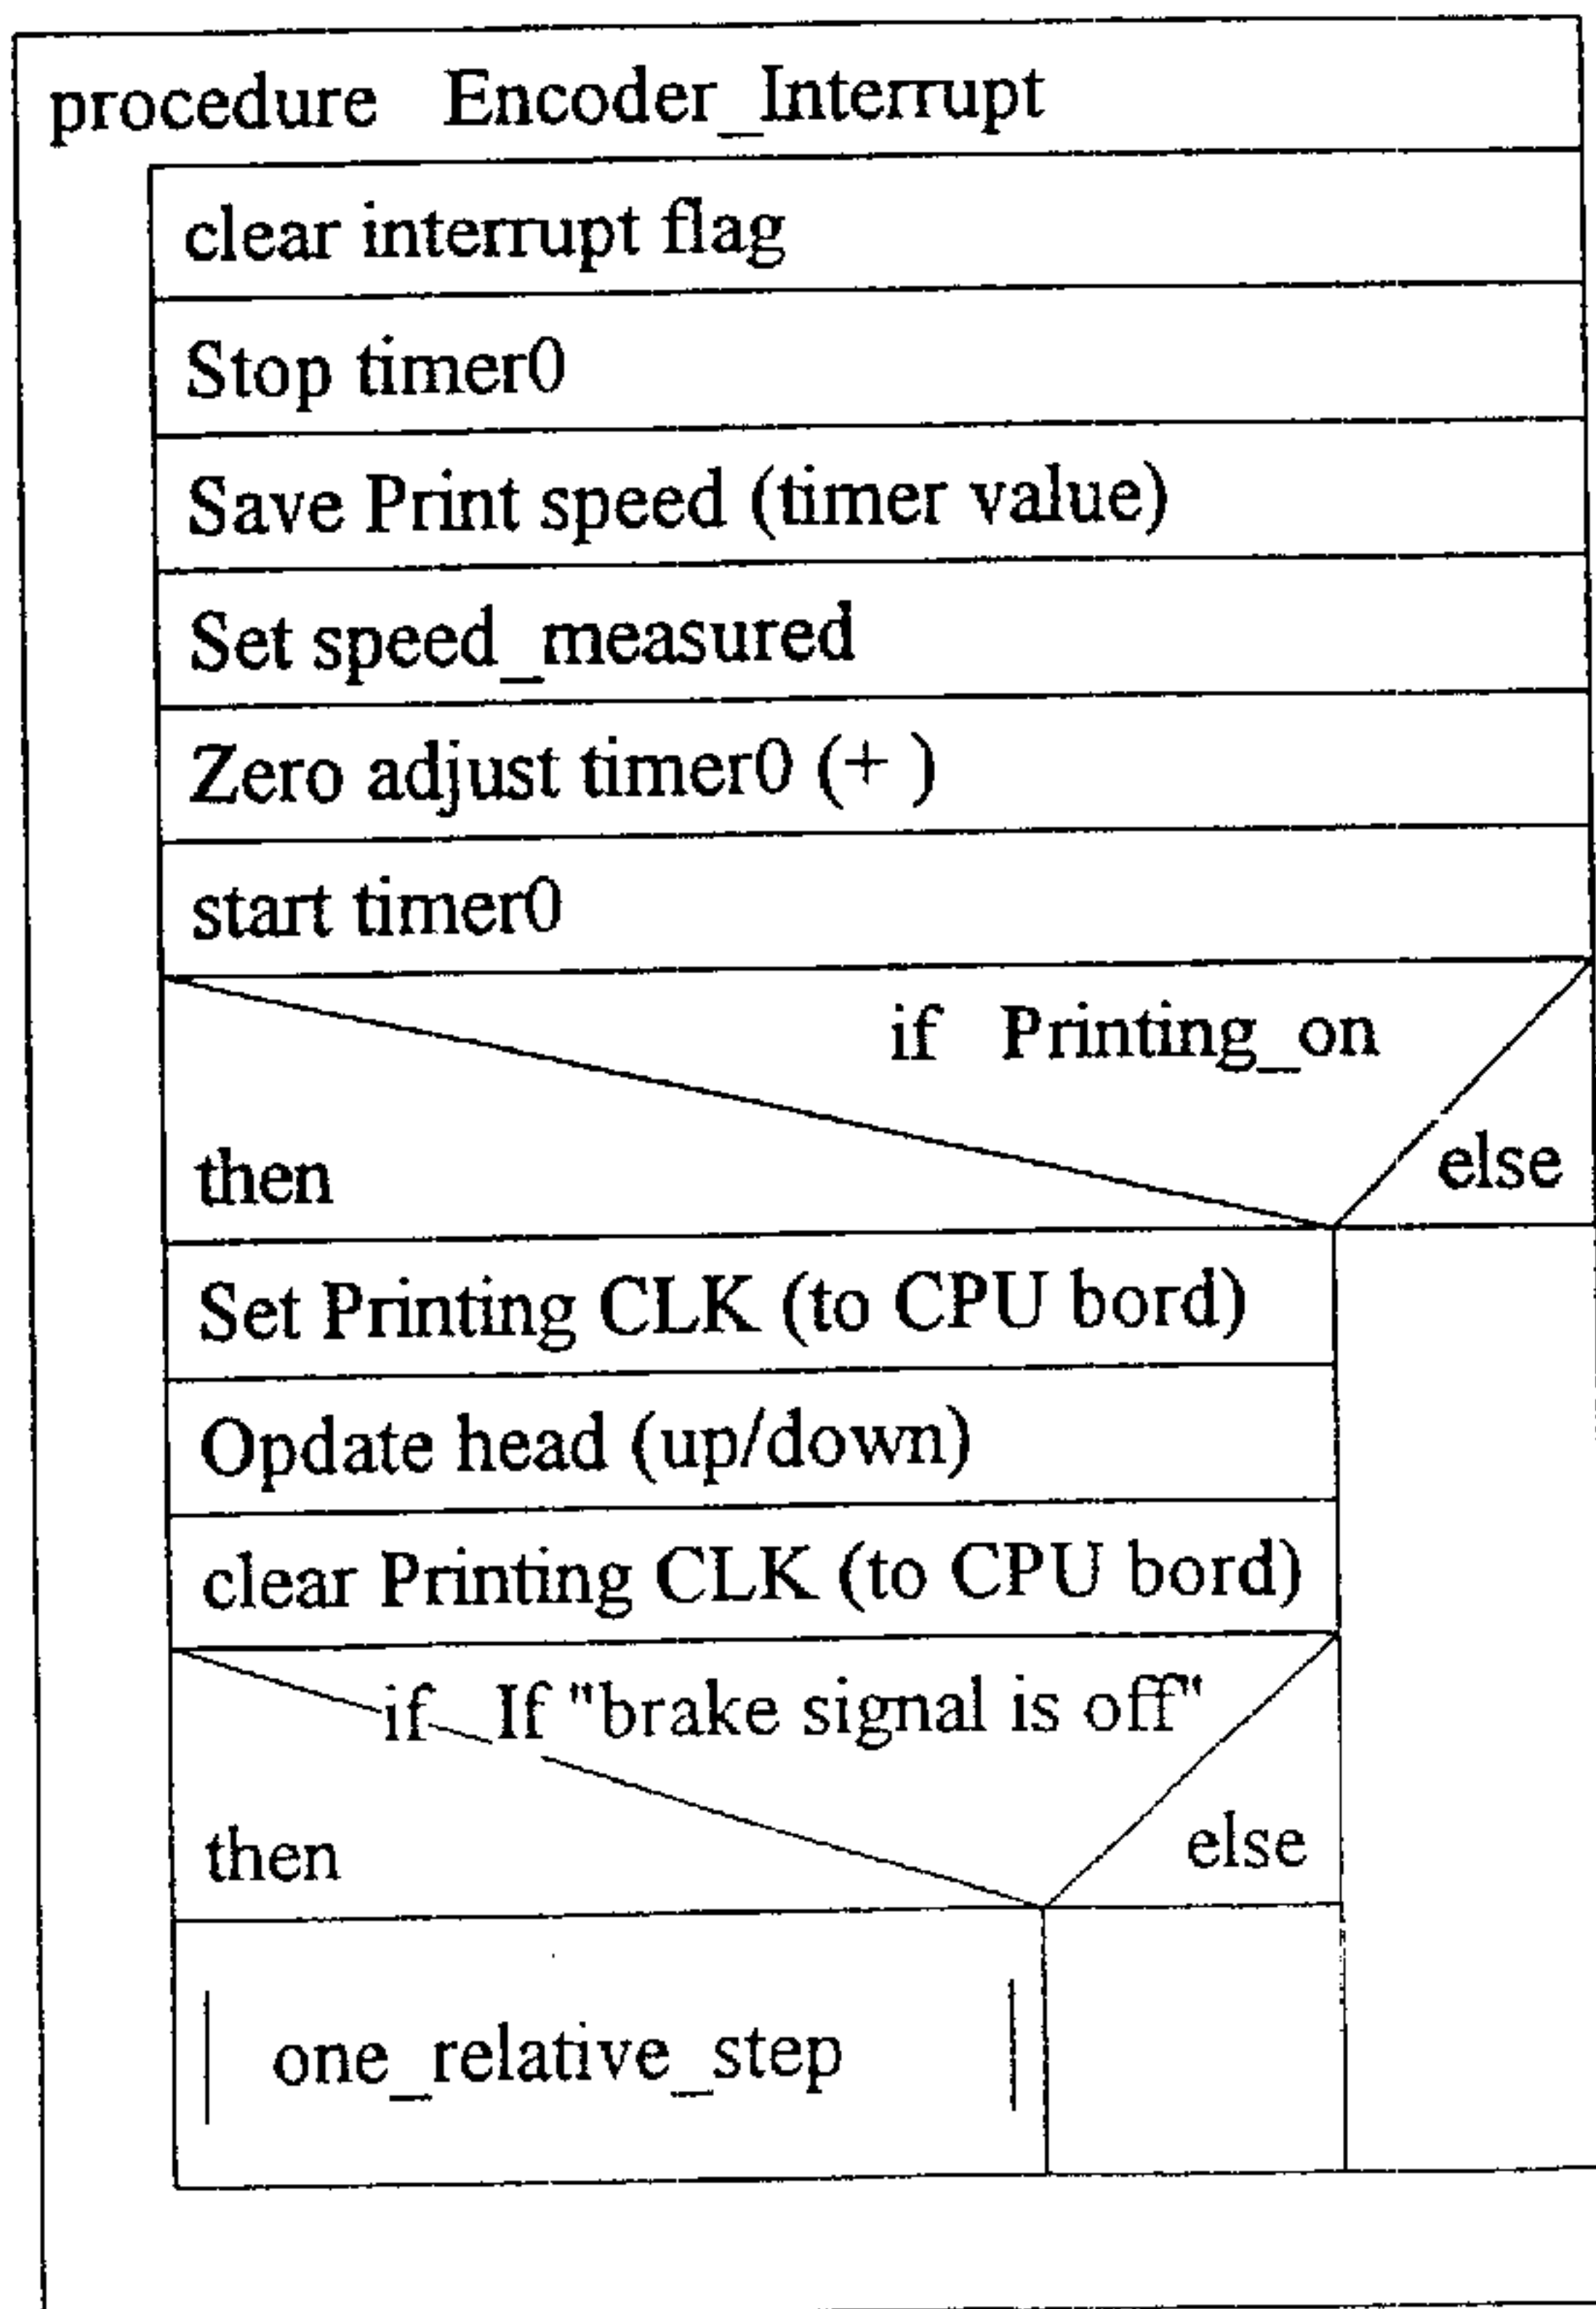 procedure Encoder_Interrupt
clear interrupt flag
Stop timer0
Save Print speed (timer value)
Set speed_measured
Zero adjust timer0 (+ )
start timer0
if Printing_on
then else
Set Printing CLK (to CPU bord)
Opdate head (up/down)
clear Printing CLK (to CPU bord)
if If "brake signal is off"
then else
one_relative_step